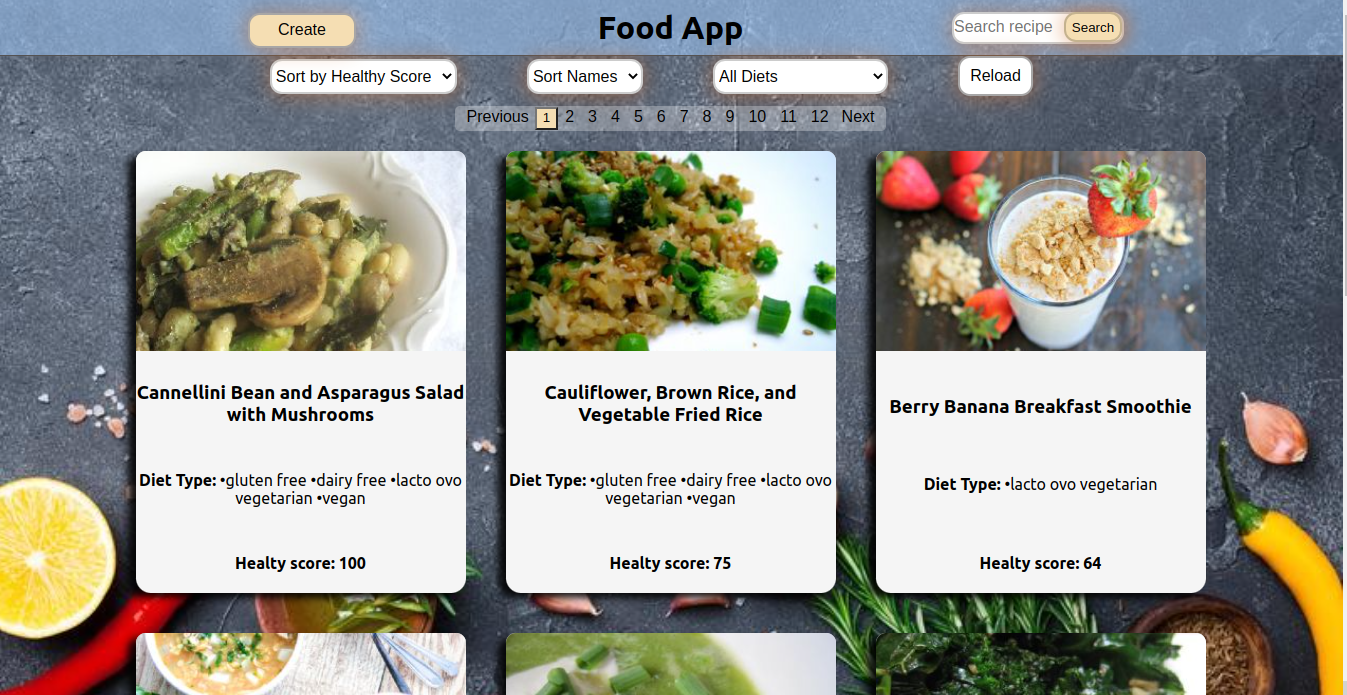 Create
Food App
Search recipe
Search
Sort by Healthy Score
Sort Names
All Diets
Reload
Previous 1 2 3 4 5 6 7 8 9 10 11 12 Next
Cannellini Bean and Asparagus Salad
with Mushrooms
Diet Type: •gluten free •dairy free •lacto ovo
vegetarian •vegan
Healty score: 100
Cauliflower, Brown Rice, and
Vegetable Fried Rice
Diet Type: •gluten free •dairy free •lacto ovo
vegetarian •vegan
Healty score: 75
Berry Banana Breakfast Smoothie
Diet Type: •lacto ovo vegetarian
Healty score: 64